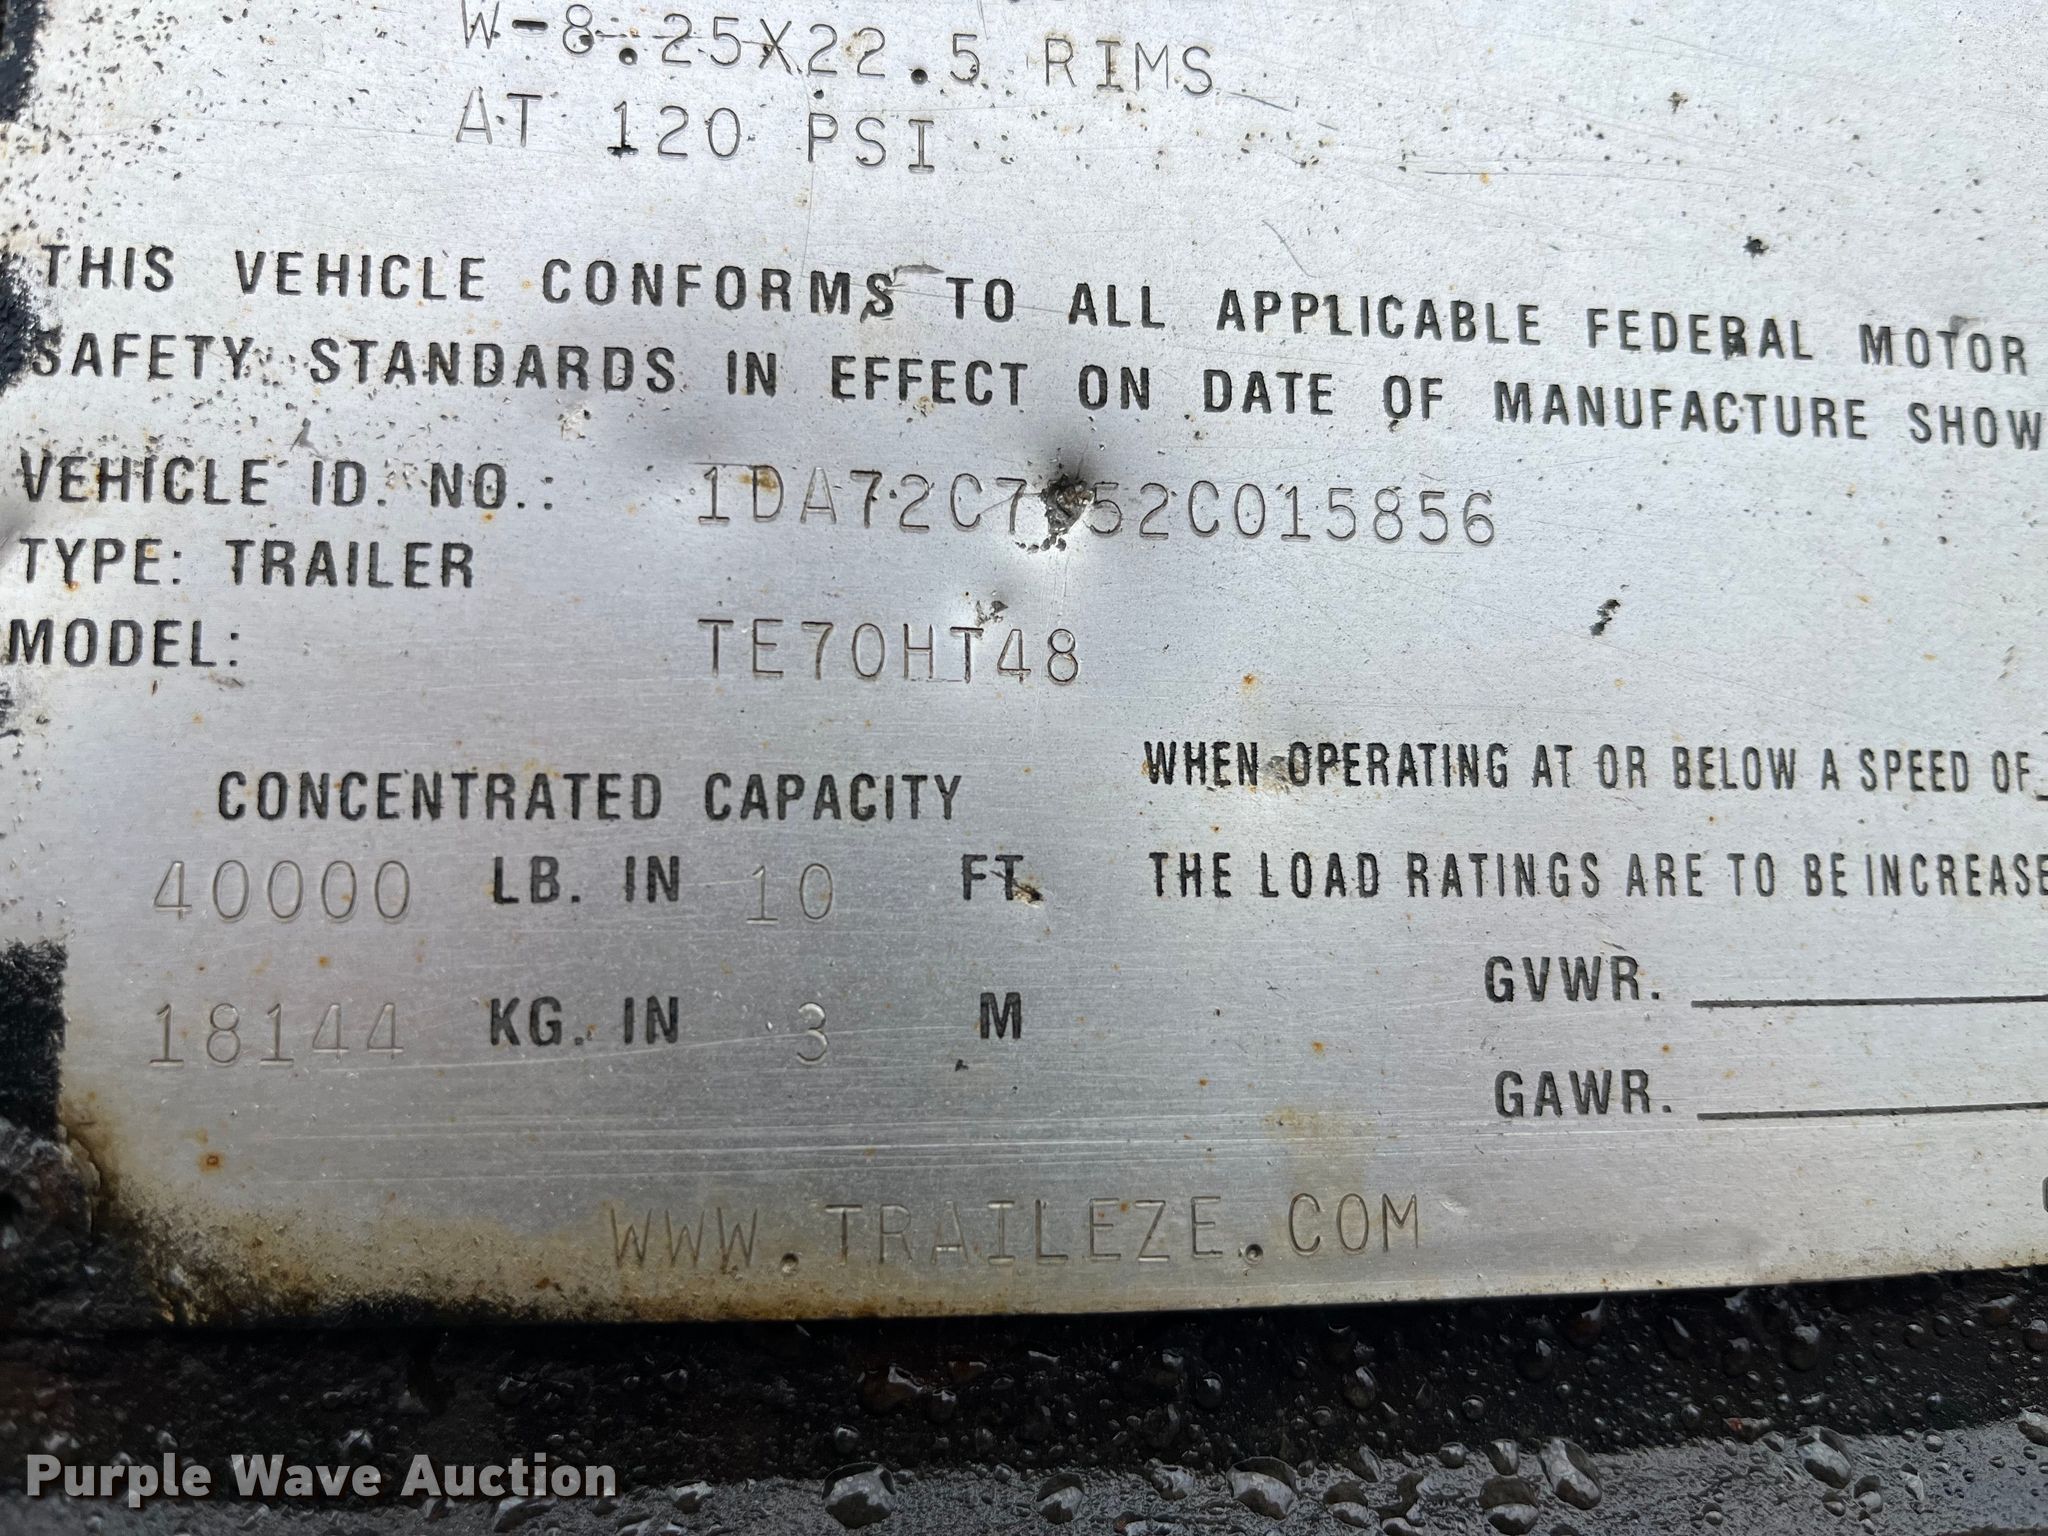 W-8.25X22.5 RIMS
AT 120 PSI
THIS VEHICLE CONFORMS TO ALL APPLICABLE FEDERAL MOTOR
SAFETY STANDARDS IN EFFECT ON DATE OF MANUFACTURE SHOW
VEHICLE ID. NO.:
TYPE: TRAILER
MODEL: TE70HT48
CONCENTRATED CAPACITY
40000 LB. IN 10 FT.
18144 KG. IN 3 M
WHEN OPERATING AT OR BELOW A SPEED OF
THE LOAD RATINGS ARE TO BE INCREASE
GVWR.
GAWR.
WWW.TRAILEZE.COM
Purple Wave Auction